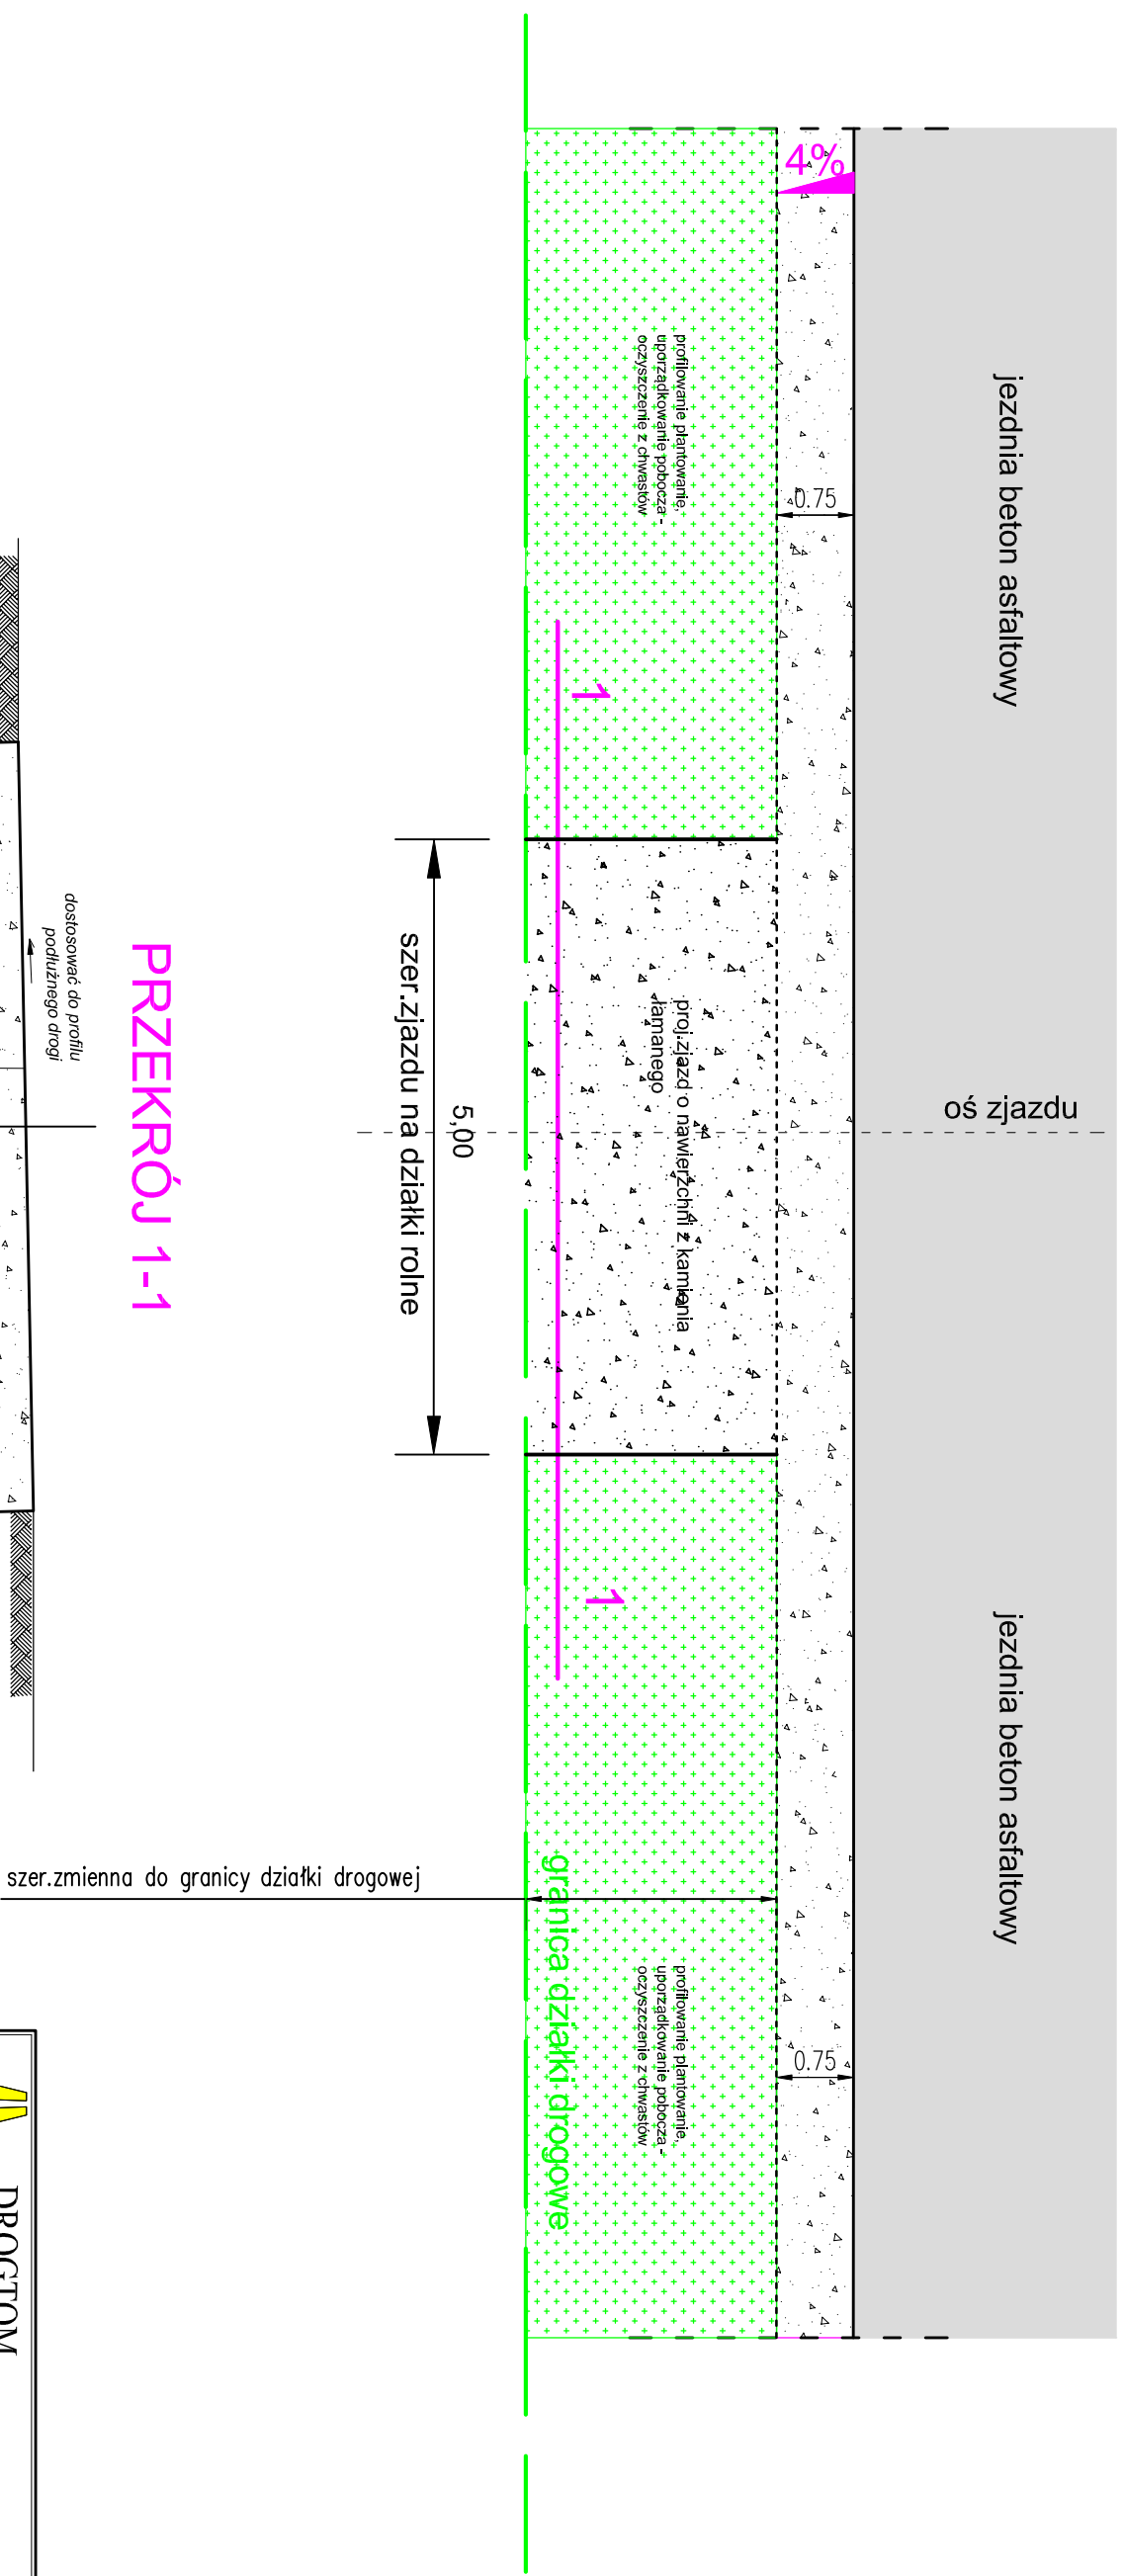 jezdnia beton asfaltowy
jezdnia beton asfaltowy
oś zjazdu
4%
0.75
0.75
profilowanie plantowanie,
uporządkowanie pobocza -
oczyszczenie z chwastów
proj.zjazd o nawierzchni z kamienia
łamanego
profilowanie plantowanie,
uporządkowanie pobocza -
oczyszczenie z chwastów
1
1
granica działki drogowe
5,00
szer.zjazdu na działki rolne
szer.zmienna do granicy działki drogowej
PRZEKRÓJ 1-1
dostosować do profilu
podłużnego drogi
DROGTOM